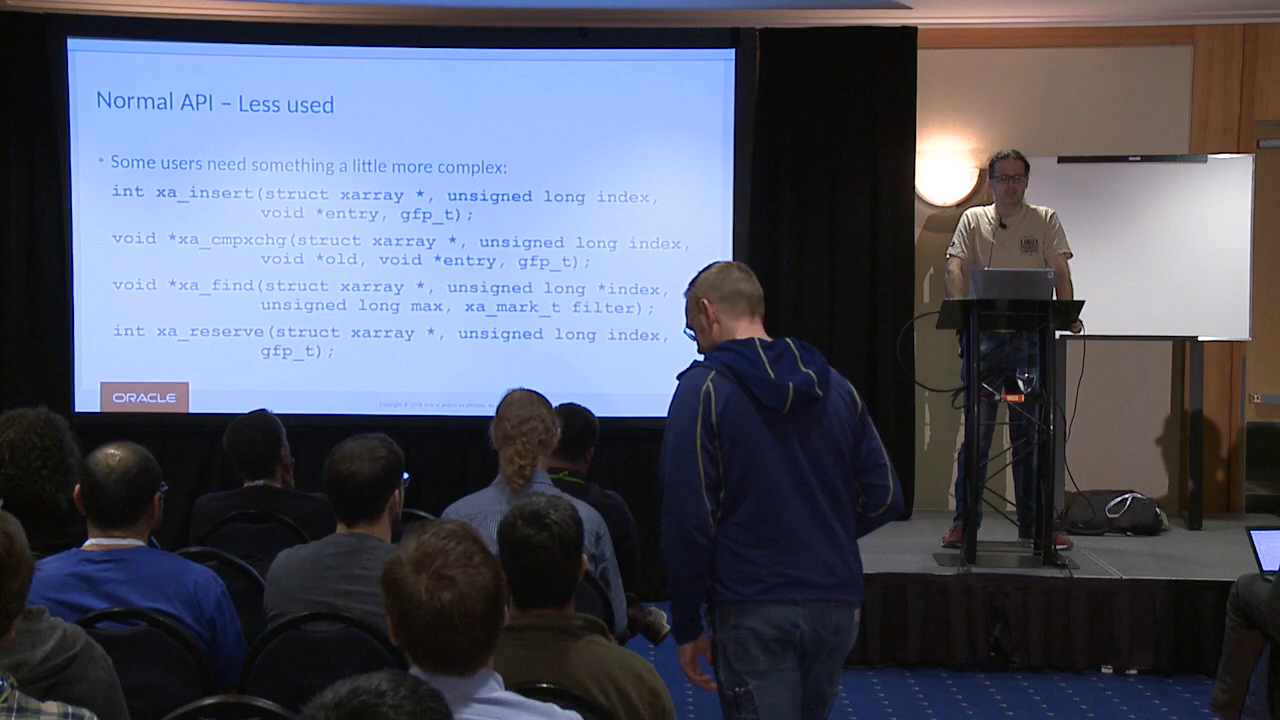 Normal API – Less used
• Some users need something a little more complex:
int xa_insert(struct xarray *, unsigned long index,
void *entry, gfp_t);
void *xa_cmpxchg(struct xarray *, unsigned long index,
void *old, void *entry, gfp_t);
void *xa_find(struct xarray *, unsigned long *index,
unsigned long max, xa_mark_t filter);
int xa_reserve(struct xarray *, unsigned long index,
gfp_t);
ORACLE
LINUX